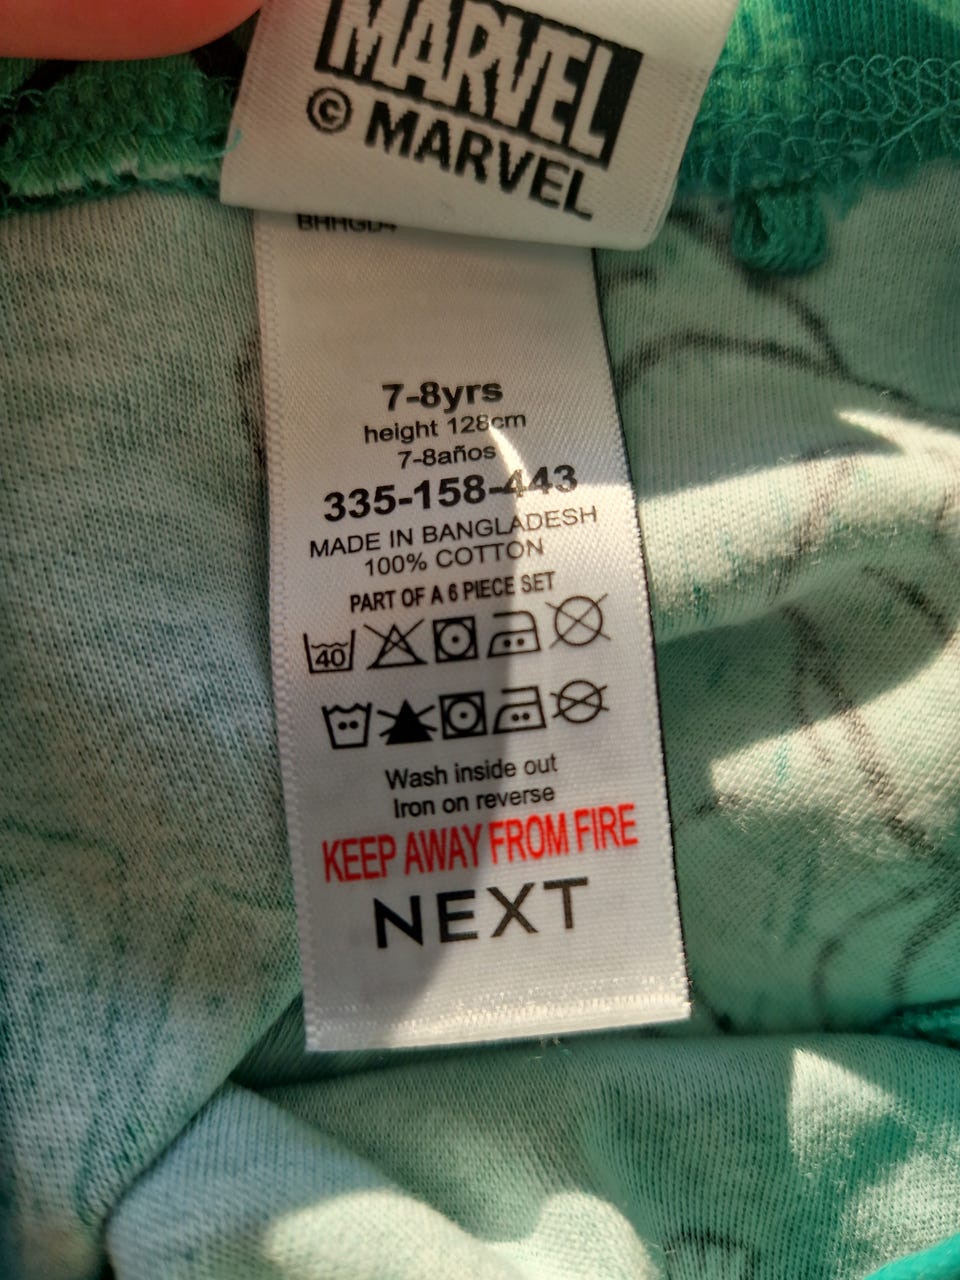 MARVEL
© MARVEL
7-8yrs
height 128cm
7-8años
335-158-443
MADE IN BANGLADESH
100% COTTON
PART OF A 6 PIECE SET
40
Wash inside out
Iron on reverse
KEEP AWAY FROM FIRE
NEXT